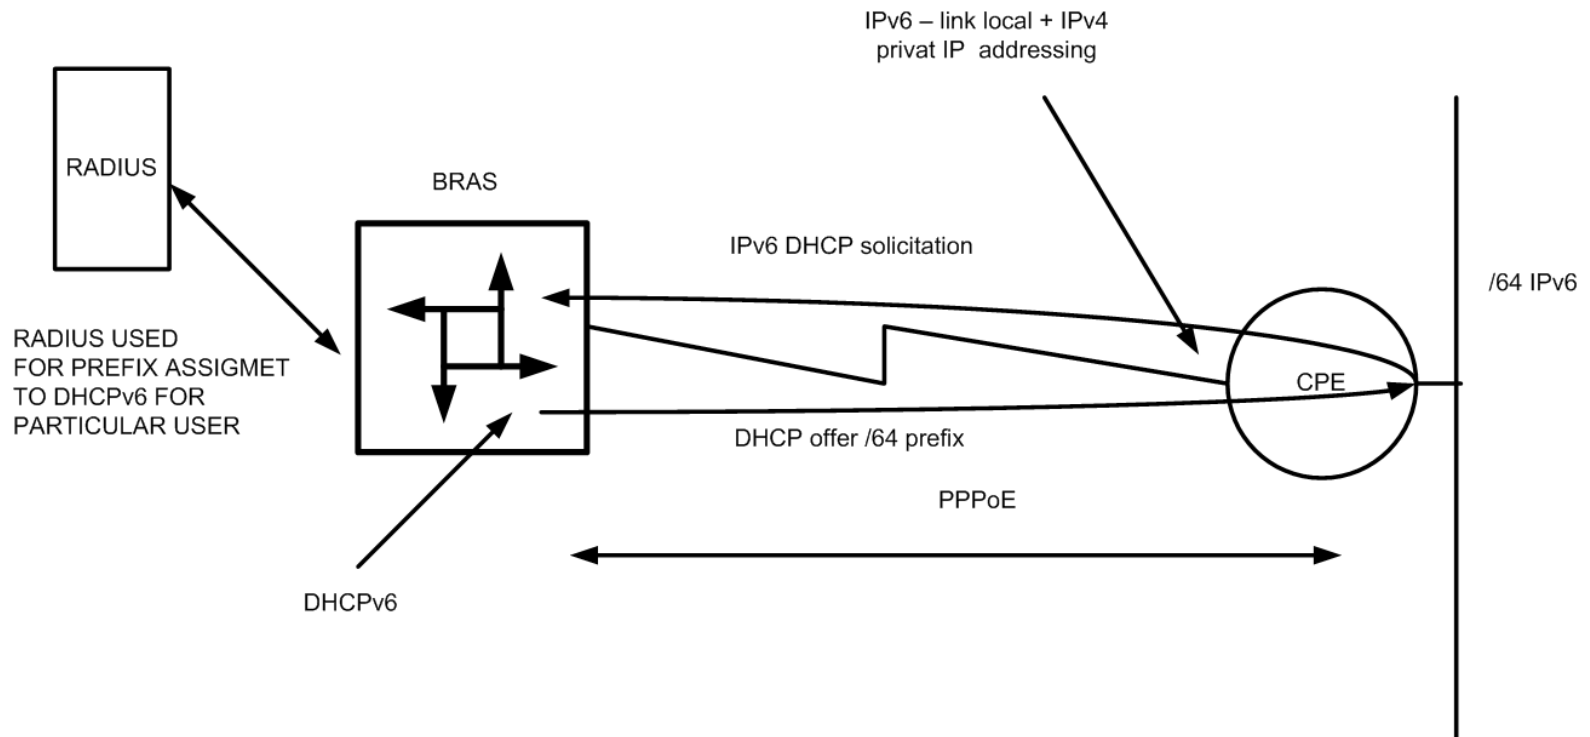 IPv6 – link local + IPv4
privat IP  addressing
RADIUS
BRAS
IPv6 DHCP solicitation
/64 IPv6
RADIUS USED
FOR PREFIX ASSIGMET
TO DHCPv6 FOR
PARTICULAR USER
CPE
DHCP offer /64 prefix
PPPoE
DHCPv6